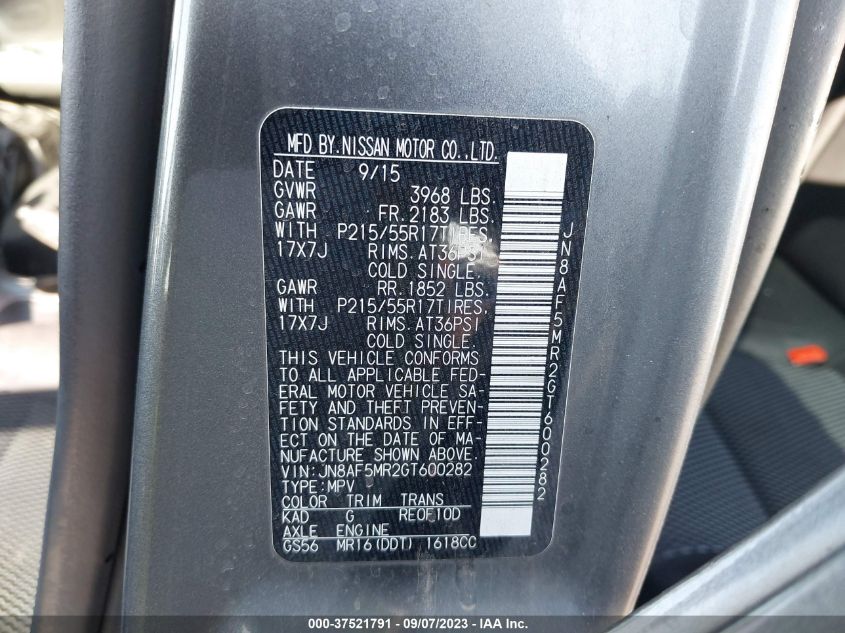 MFD BY.NISSAN MOTOR CO.,LTD.
DATE 9/15
GVWR 3968 LBS.
GAWR FR.2183 LBS.
WITH P215/55R17TIRES.
17X7J RIMS.AT36PSI
COLD SINGLE.
GAWR RR.1852 LBS.
WITH P215/55R17TIRES.
17X7J RIMS.AT36PSI
COLD SINGLE.
THIS VEHICLE CONFORMS
TO ALL APPLICABLE FED-
ERAL MOTOR VEHICLE SA-
FETY AND THEFT PREVEN-
TION STANDARDS IN EFF-
ECT ON THE DATE OF MA-
NUFACTURE SHOWN ABOVE.
VIN:JN8AF5MR2GT600282
TYPE:MPV
COLOR TRIM TRANS
KAD G RE0F10D
AXLE ENGINE
GS56 MR16(DDT) 1618CC
JN8AF5MR2GT600282
000-37521791 - 09/07/2023 - IAA Inc.